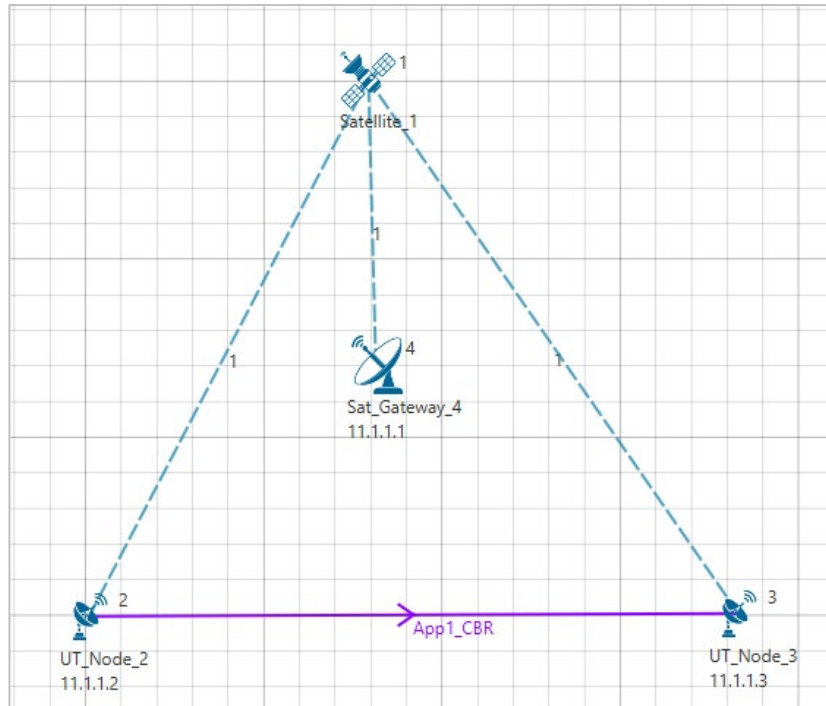 1
Satellite_1
1
1
1
4
Sat_Gateway_4
11.1.1.1
2
3
App1_CBR
UT_Node_2
11.1.1.2
UT_Node_3
11.1.1.3